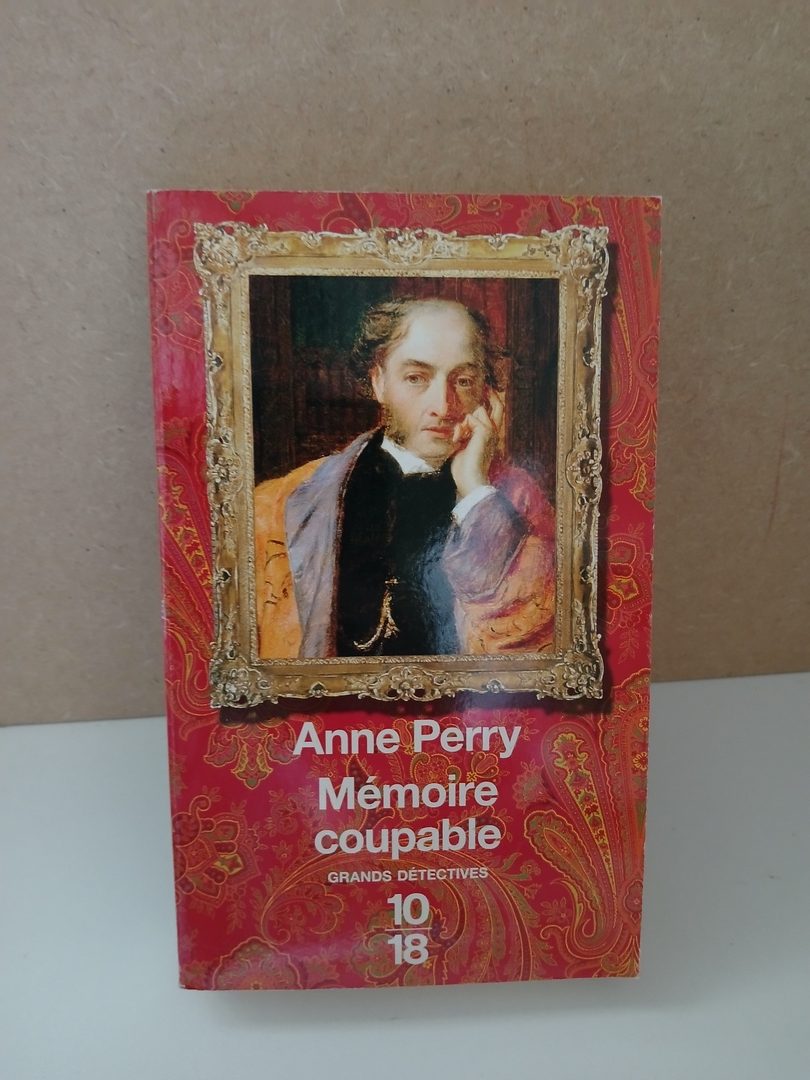 Anne Perry
Mémoire
coupable
GRANDS DÉTECTIVES
10
18